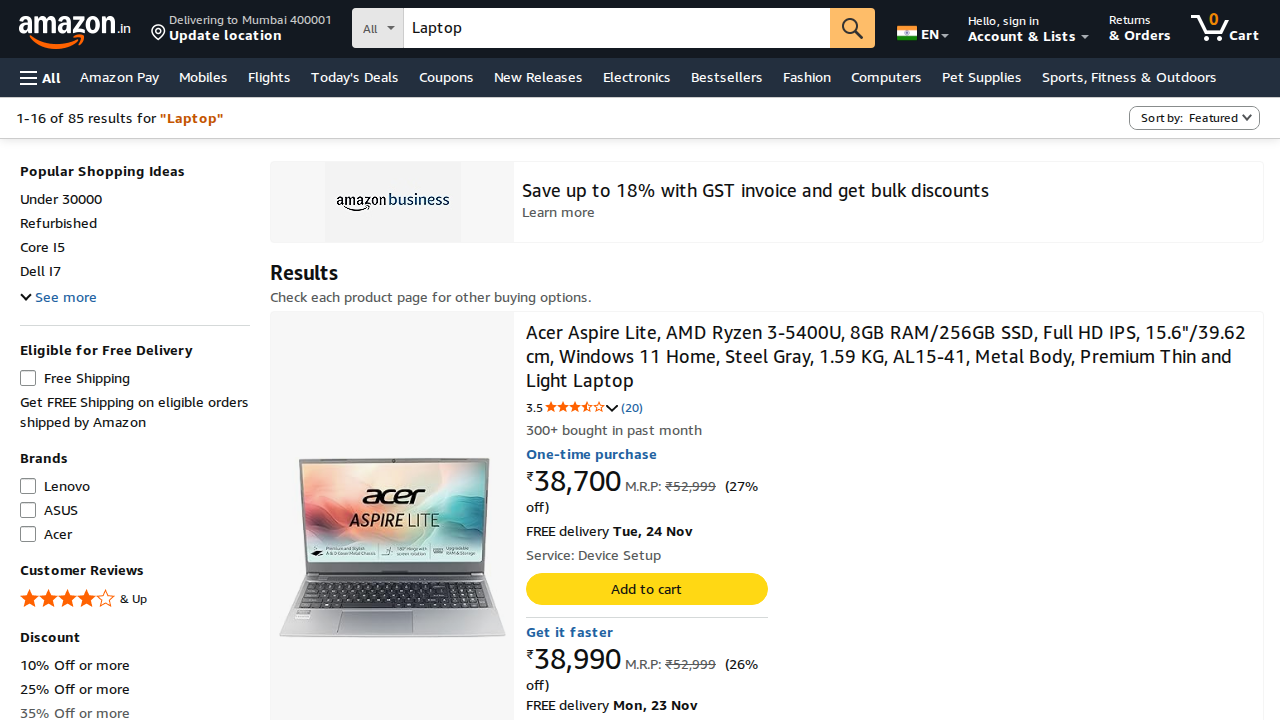 amazon.in
Delivering to Mumbai 400001
Update location
All
Laptop
EN
Hello, sign in
Account & Lists
Returns
& Orders
0
Cart
All
Amazon Pay
Mobiles
Flights
Today's Deals
Coupons
New Releases
Electronics
Bestsellers
Fashion
Computers
Pet Supplies
Sports, Fitness & Outdoors
1-16 of 85 results for "Laptop"
Sort by: Featured
Popular Shopping Ideas
Under 30000
Refurbished
Core I5
Dell I7
See more
Eligible for Free Delivery
Free Shipping
Get FREE Shipping on eligible orders
shipped by Amazon
Brands
Lenovo
ASUS
Acer
Customer Reviews
& Up
Discount
10% Off or more
25% Off or more
35% Off or more
amazon business
Save up to 18% with GST invoice and get bulk discounts
Learn more
Results
Check each product page for other buying options.
acer
ASPIRE LITE
Acer Aspire Lite, AMD Ryzen 3-5400U, 8GB RAM/256GB SSD, Full HD IPS, 15.6"/39.62
cm, Windows 11 Home, Steel Gray, 1.59 KG, AL15-41, Metal Body, Premium Thin and
Light Laptop
3.5 (20)
300+ bought in past month
One-time purchase
₹38,700 M.R.P: ₹52,999 (27%
off)
FREE delivery Tue, 24 Nov
Service: Device Setup
Add to cart
Get it faster
₹38,990 M.R.P: ₹52,999 (26%
off)
FREE delivery Mon, 23 Nov